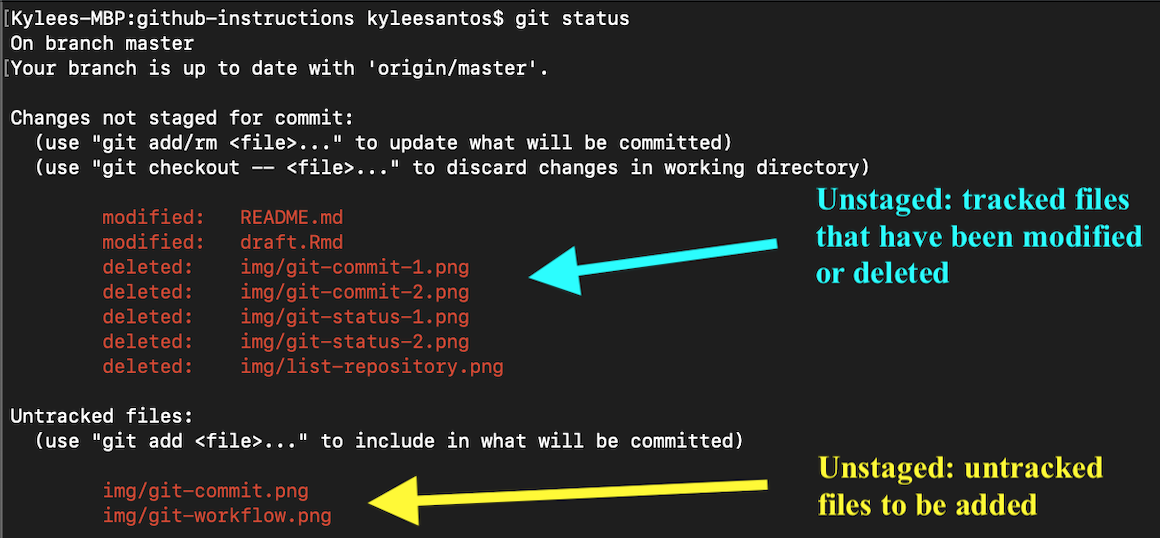 [Kylees-MBP:github-instructions kyleesantos$ git status
On branch master
[Your branch is up to date with 'origin/master'.
Changes not staged for commit:
(use "git add/rm <file>..." to update what will be committed)
(use "git checkout -- <file>..." to discard changes in working directory)
modified: README.md
modified: draft.Rmd
deleted: img/git-commit-1.png
deleted: img/git-commit-2.png
deleted: img/git-status-1.png
deleted: img/git-status-2.png
deleted: img/list-repository.png
Unstaged: tracked files
that have been modified
or deleted
Untracked files:
(use "git add <file>..." to include in what will be committed)
img/git-commit.png
img/git-workflow.png
Unstaged: untracked
files to be added